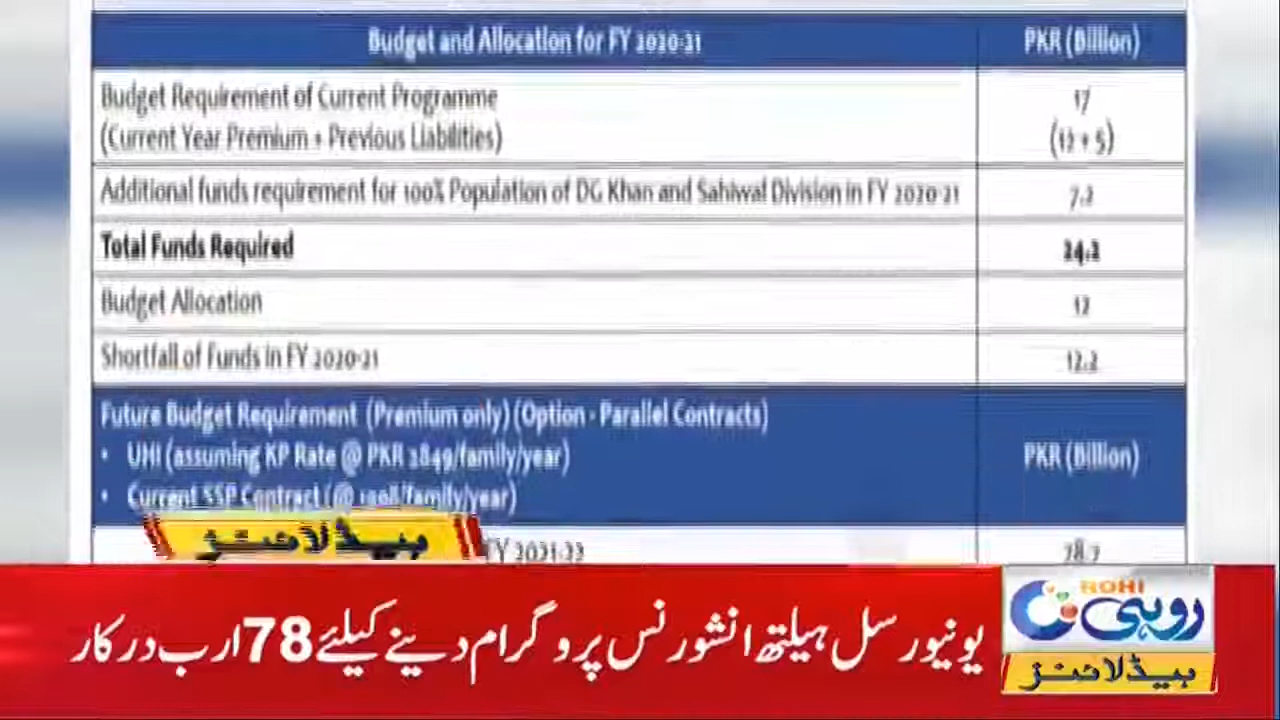 Budget and Allocation for FY 2020-21 PKR (Billion)
Budget Requirement of Current Programme 17
(Current Year Premium + Previous Liabilities) (12 + 5)
Additional funds requirement for 100% Population of DG Khan and Sahiwal Division in FY 2020-21 7.2
Total Funds Required 24.2
Budget Allocation 12
Shortfall of Funds in FY 2020-21 12.2
Future Budget Requirement (Premium only) (Option - Parallel Contracts)
• UHI (assuming KP Rate @ PKR 2849/family/year) PKR (Billion)
• Current SSP Contract (@ 1998/family/year)
FY 2021-22 78.7
ہیڈلائنز
یونیورسل ہیلتھ انشورنس پروگرام دینے کیلئے 78 ارب درکار
ROHI
روہی
ہیڈلائنز